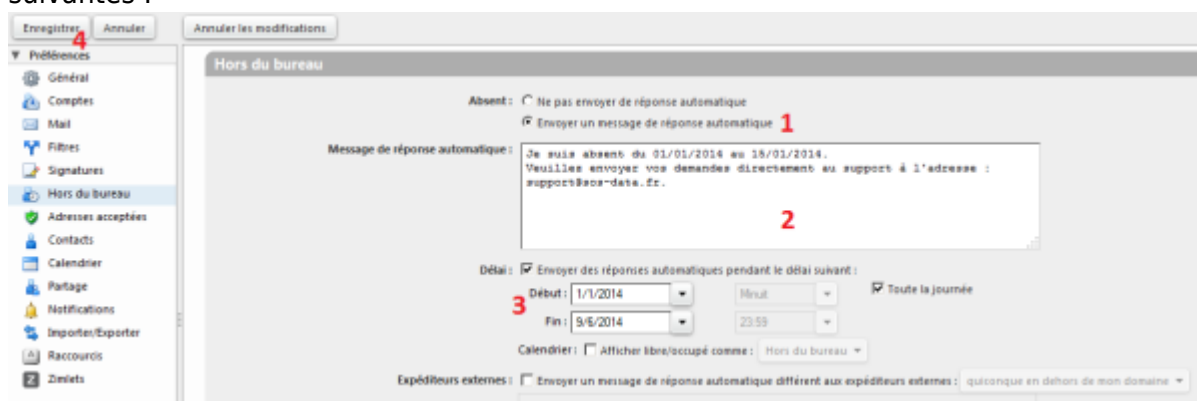 suivantes :
Enregistrer Annuler Annuler les modifications
4
Préférences
Général
Comptes
Mail
Filtres
Signatures
Hors du bureau
Adresses acceptées
Contacts
Calendrier
Partage
Notifications
Importer/Exporter
Raccourcis
Zimlets
Hors du bureau
Absent : Ne pas envoyer de réponse automatique
Envoyer un message de réponse automatique 1
Message de réponse automatique :
Je suis absent du 01/01/2014 au 15/01/2014.
Veuillez envoyer vos demandes directement au support à l'adresse :
support@sos-data.fr.
2
Délai : Envoyer des réponses automatiques pendant le délai suivant :
3
Début : 1/1/2014 Minuit Toute la journée
Fin : 9/6/2014 23:59
Calendrier : Afficher libre/occupé comme : Hors du bureau
Expéditeurs externes : Envoyer un message de réponse automatique différent aux expéditeurs externes : quiconque en dehors de mon domaine